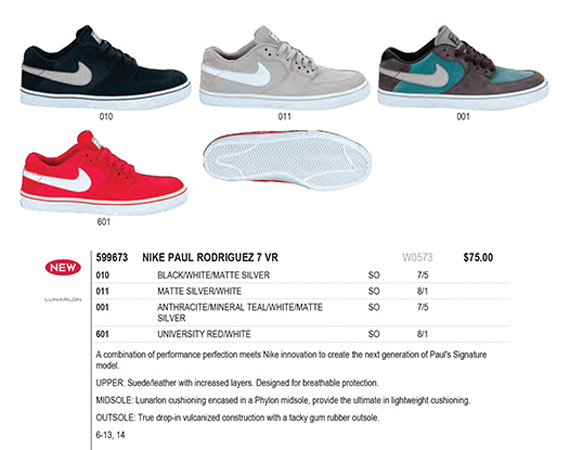 010
011
001
601
NEW
LUNARLON
599673 NIKE PAUL RODRIGUEZ 7 VR W0573 $75.00
010 BLACK/WHITE/MATTE SILVER SO 7/5
011 MATTE SILVER/WHITE SO 8/1
001 ANTHRACITE/MINERAL TEAL/WHITE/MATTE SO 7/5
SILVER
601 UNIVERSITY RED/WHITE SO 8/1
A combination of performance perfection meets Nike innovation to create the next generation of Paul's Signature
model.
UPPER: Suede/leather with increased layers. Designed for breathable protection.
MIDSOLE: Lunarlon cushioning encased in a Phylon midsole, provide the ultimate in lightweight cushioning.
OUTSOLE: True drop-in vulcanized construction with a tacky gum rubber outsole.
6-13, 14